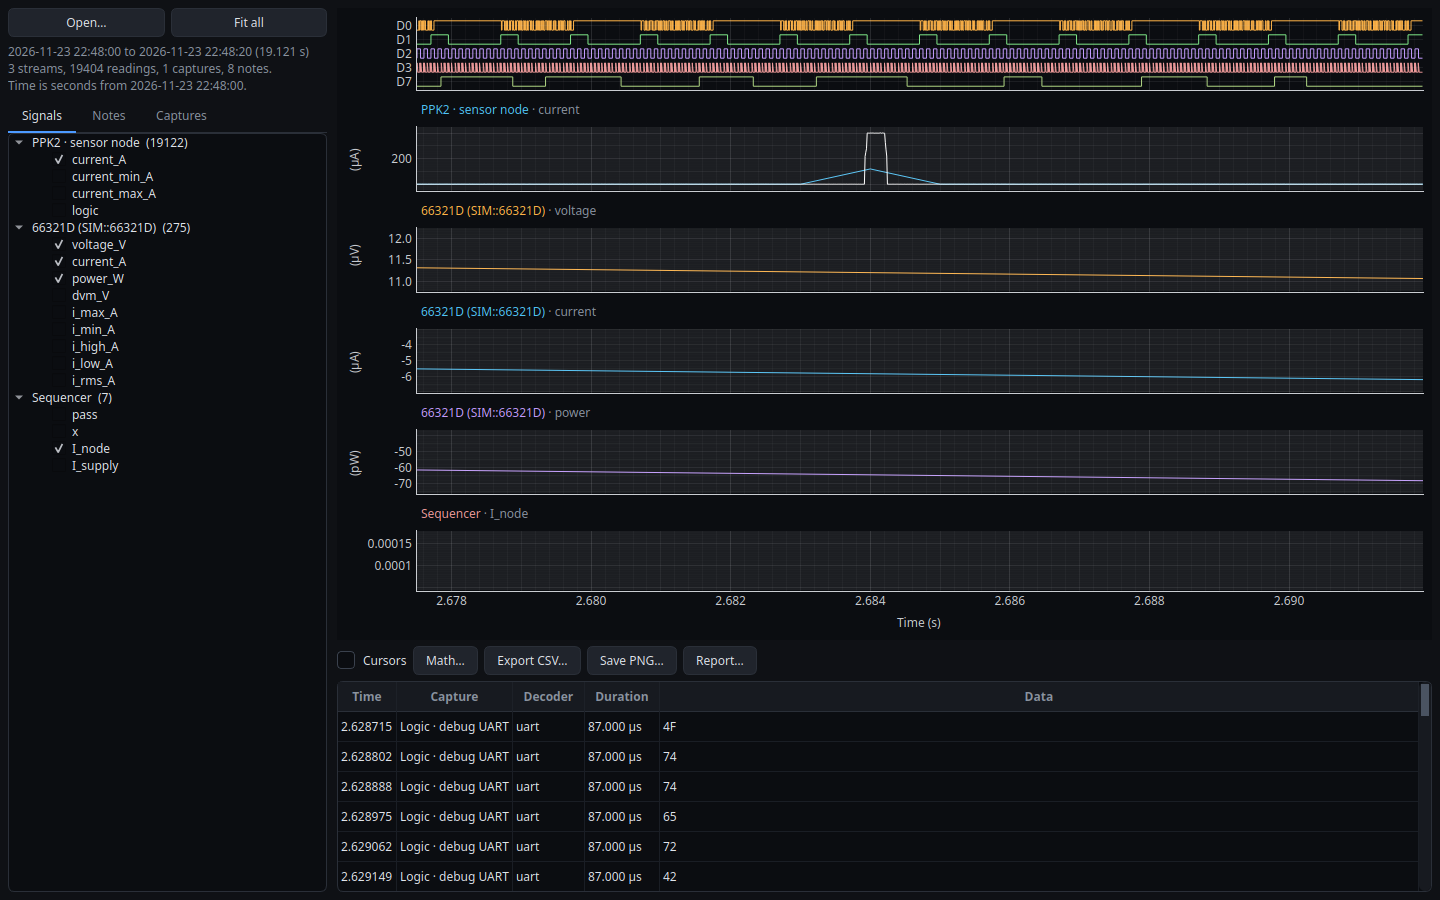 Open...
Fit all
2026-11-23 22:48:00 to 2026-11-23 22:48:20 (19.121 s)
3 streams, 19404 readings, 1 captures, 8 notes.
Time is seconds from 2026-11-23 22:48:00.
Signals
Notes
Captures
PPK2 · sensor node (19122)
current_A
current_min_A
current_max_A
logic
66321D (SIM::66321D) (275)
voltage_V
current_A
power_W
dvm_V
i_max_A
i_min_A
i_high_A
i_low_A
i_rms_A
Sequencer (7)
pass
x
I_node
I_supply
D0
D1
D2
D3
D7
PPK2 · sensor node · current
(µA)
200
66321D (SIM::66321D) · voltage
(µV)
12.0
11.5
11.0
66321D (SIM::66321D) · current
(µA)
-4
-5
-6
66321D (SIM::66321D) · power
(pW)
-50
-60
-70
Sequencer · I_node
0.00015
0.0001
2.678 2.680 2.682 2.684 2.686 2.688 2.690
Time (s)
Cursors
Math...
Export CSV...
Save PNG...
Report...
Time Capture Decoder Duration Data
2.628715 Logic · debug UART uart 87.000 µs 4F
2.628802 Logic · debug UART uart 87.000 µs 74
2.628888 Logic · debug UART uart 87.000 µs 74
2.628975 Logic · debug UART uart 87.000 µs 65
2.629062 Logic · debug UART uart 87.000 µs 72
2.629149 Logic · debug UART uart 87.000 µs 42